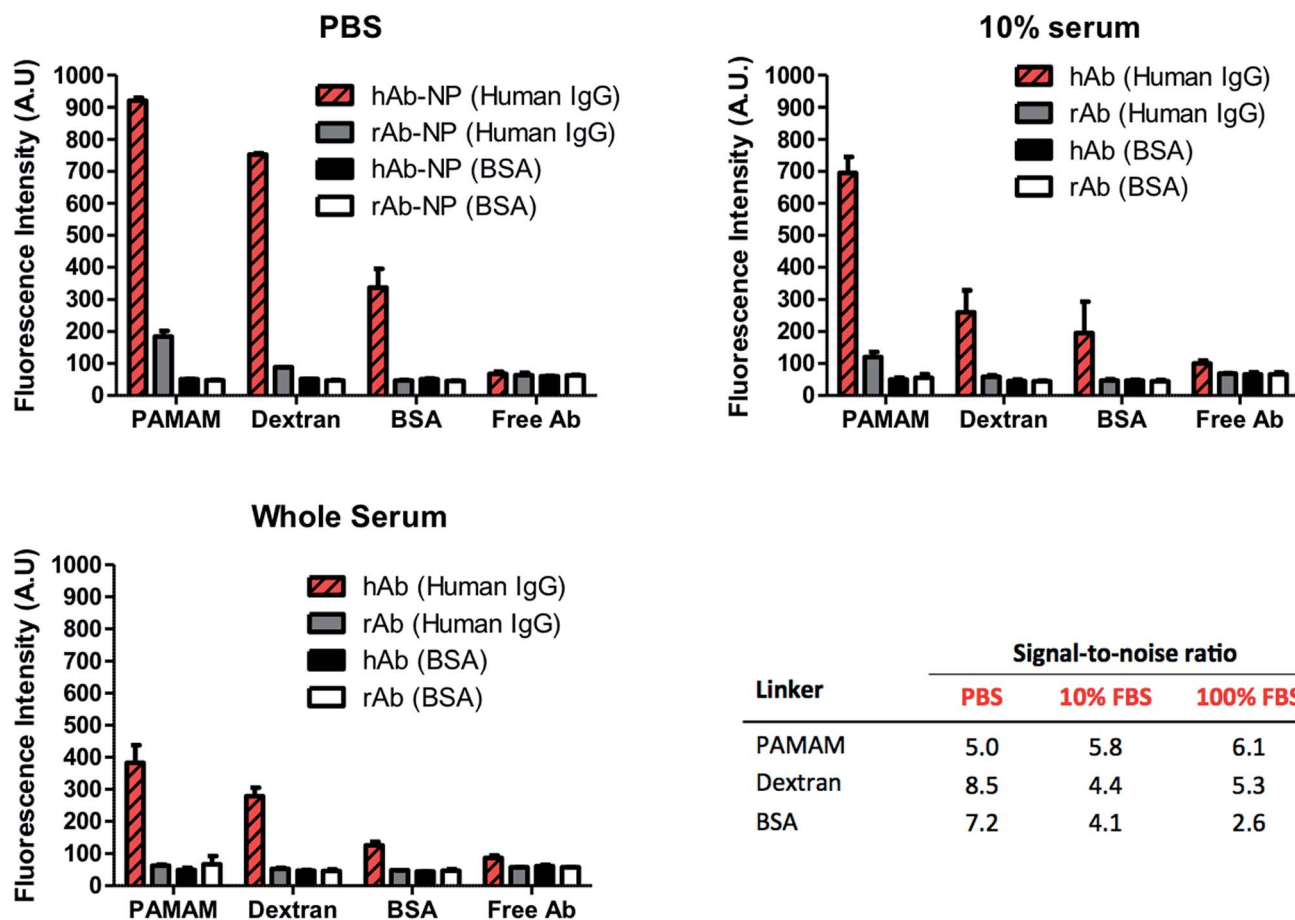 PBS
Fluorescence Intensity (A.U)
1000
900
800
700
600
500
400
300
200
100
0
hAb-NP (Human IgG)
rAb-NP (Human IgG)
hAb-NP (BSA)
rAb-NP (BSA)
PAMAM Dextran BSA Free Ab
10% serum
Fluorescence Intensity (A.U.)
1000
900
800
700
600
500
400
300
200
100
0
hAb (Human IgG)
rAb (Human IgG)
hAb (BSA)
rAb (BSA)
PAMAM Dextran BSA Free Ab
Whole Serum
Fluorescence Intensity (A.U)
1000
900
800
700
600
500
400
300
200
100
0
hAb (Human IgG)
rAb (Human IgG)
hAb (BSA)
rAb (BSA)
PAMAM Dextran BSA Free Ab
Signal-to-noise ratio
Linker PBS 10% FBS 100% FBS
PAMAM 5.0 5.8 6.1
Dextran 8.5 4.4 5.3
BSA 7.2 4.1 2.6